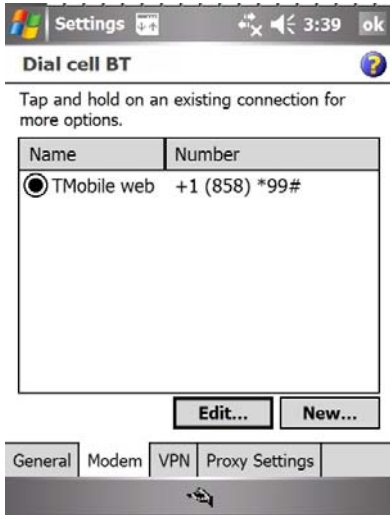 Settings 3:39 ok
Dial cell BT
Tap and hold on an existing connection for
more options.
Name Number
TMobile web +1 (858) *99#
Edit... New...
General Modem VPN Proxy Settings